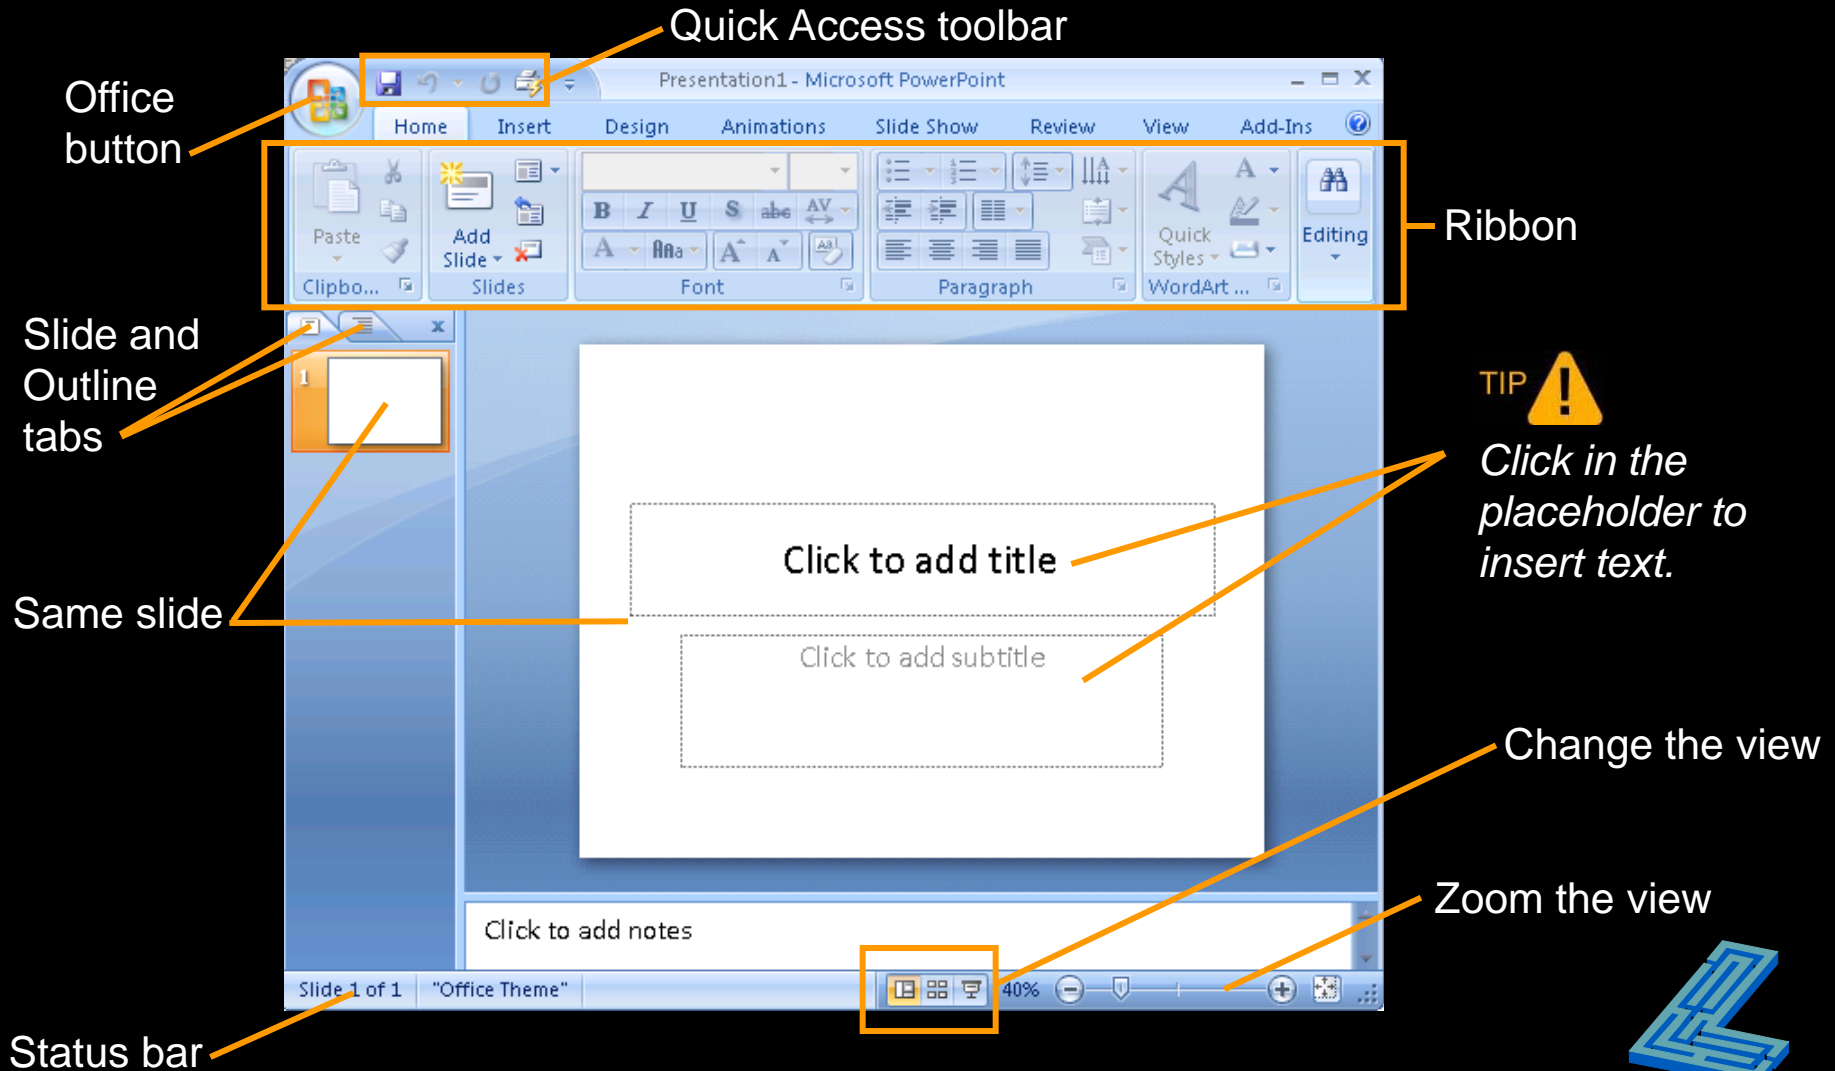 Quick Access toolbar
Office
button
Presentation1 - Microsoft PowerPoint
Home Insert Design Animations Slide Show Review View Add-Ins
Paste
Add
Slide
B I U S abc AV
A Aa A A
Quick
Styles
Editing
Clipbo... Slides Font Paragraph WordArt ...
Ribbon
Slide and
Outline
tabs
1
TIP
Click in the
placeholder to
insert text.
Click to add title
Same slide
Click to add subtitle
Change the view
Zoom the view
Click to add notes
Slide 1 of 1 "Office Theme" 40%
Status bar